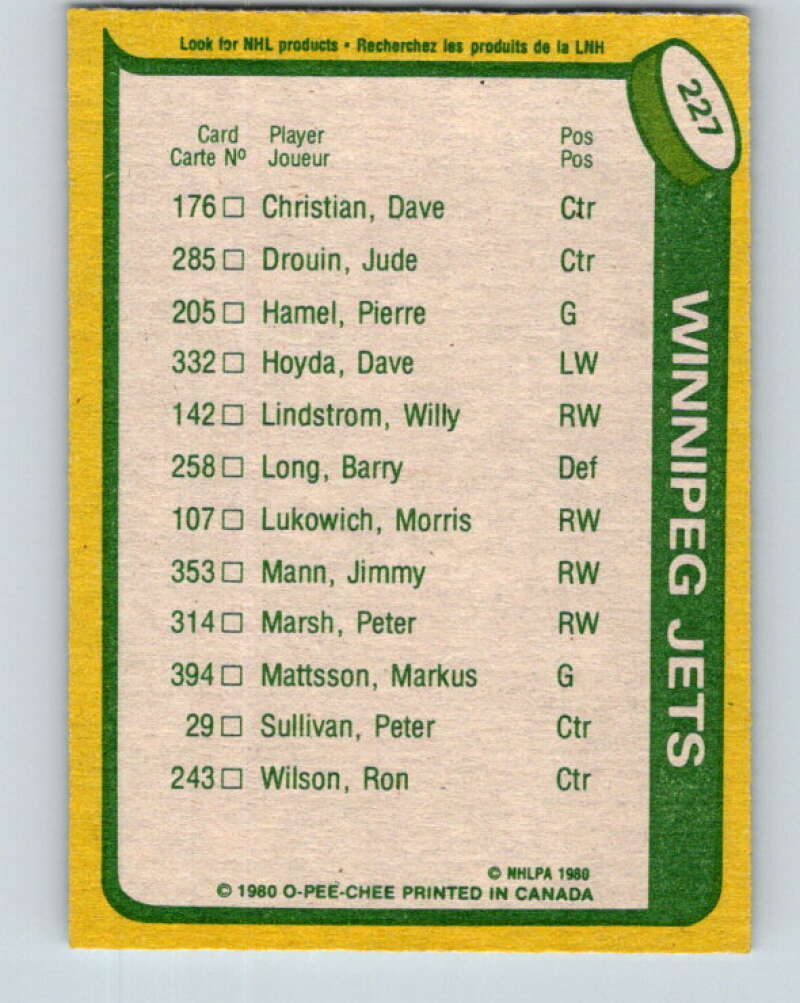 Look for NHL products • Recherchez les produits de la LNH
227
Card Player Pos
Carte Nº Joueur Pos
176 □ Christian, Dave Ctr
285 □ Drouin, Jude Ctr
205 □ Hamel, Pierre G
332 □ Hoyda, Dave LW
142 □ Lindstrom, Willy RW
258 □ Long, Barry Def
107 □ Lukowich, Morris RW
353 □ Mann, Jimmy RW
314 □ Marsh, Peter RW
394 □ Mattsson, Markus G
29 □ Sullivan, Peter Ctr
243 □ Wilson, Ron Ctr
WINNIPEG JETS
© NHLPA 1980
© 1980 O-PEE-CHEE PRINTED IN CANADA